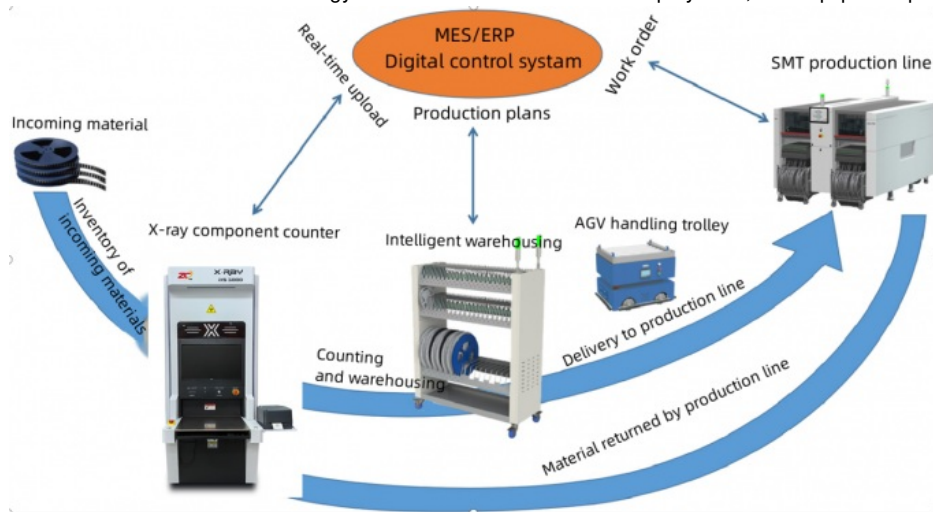 MES/ERP
Digital control systam
Real-time upload
Work order
Production plans
SMT production line
Incoming material
Inventory of
incoming materials
X-ray component counter
Intelligent warehousing
AGV handling trolley
X-RAY
Counting
and warehousing
Delivery to production line
Material returned by production line